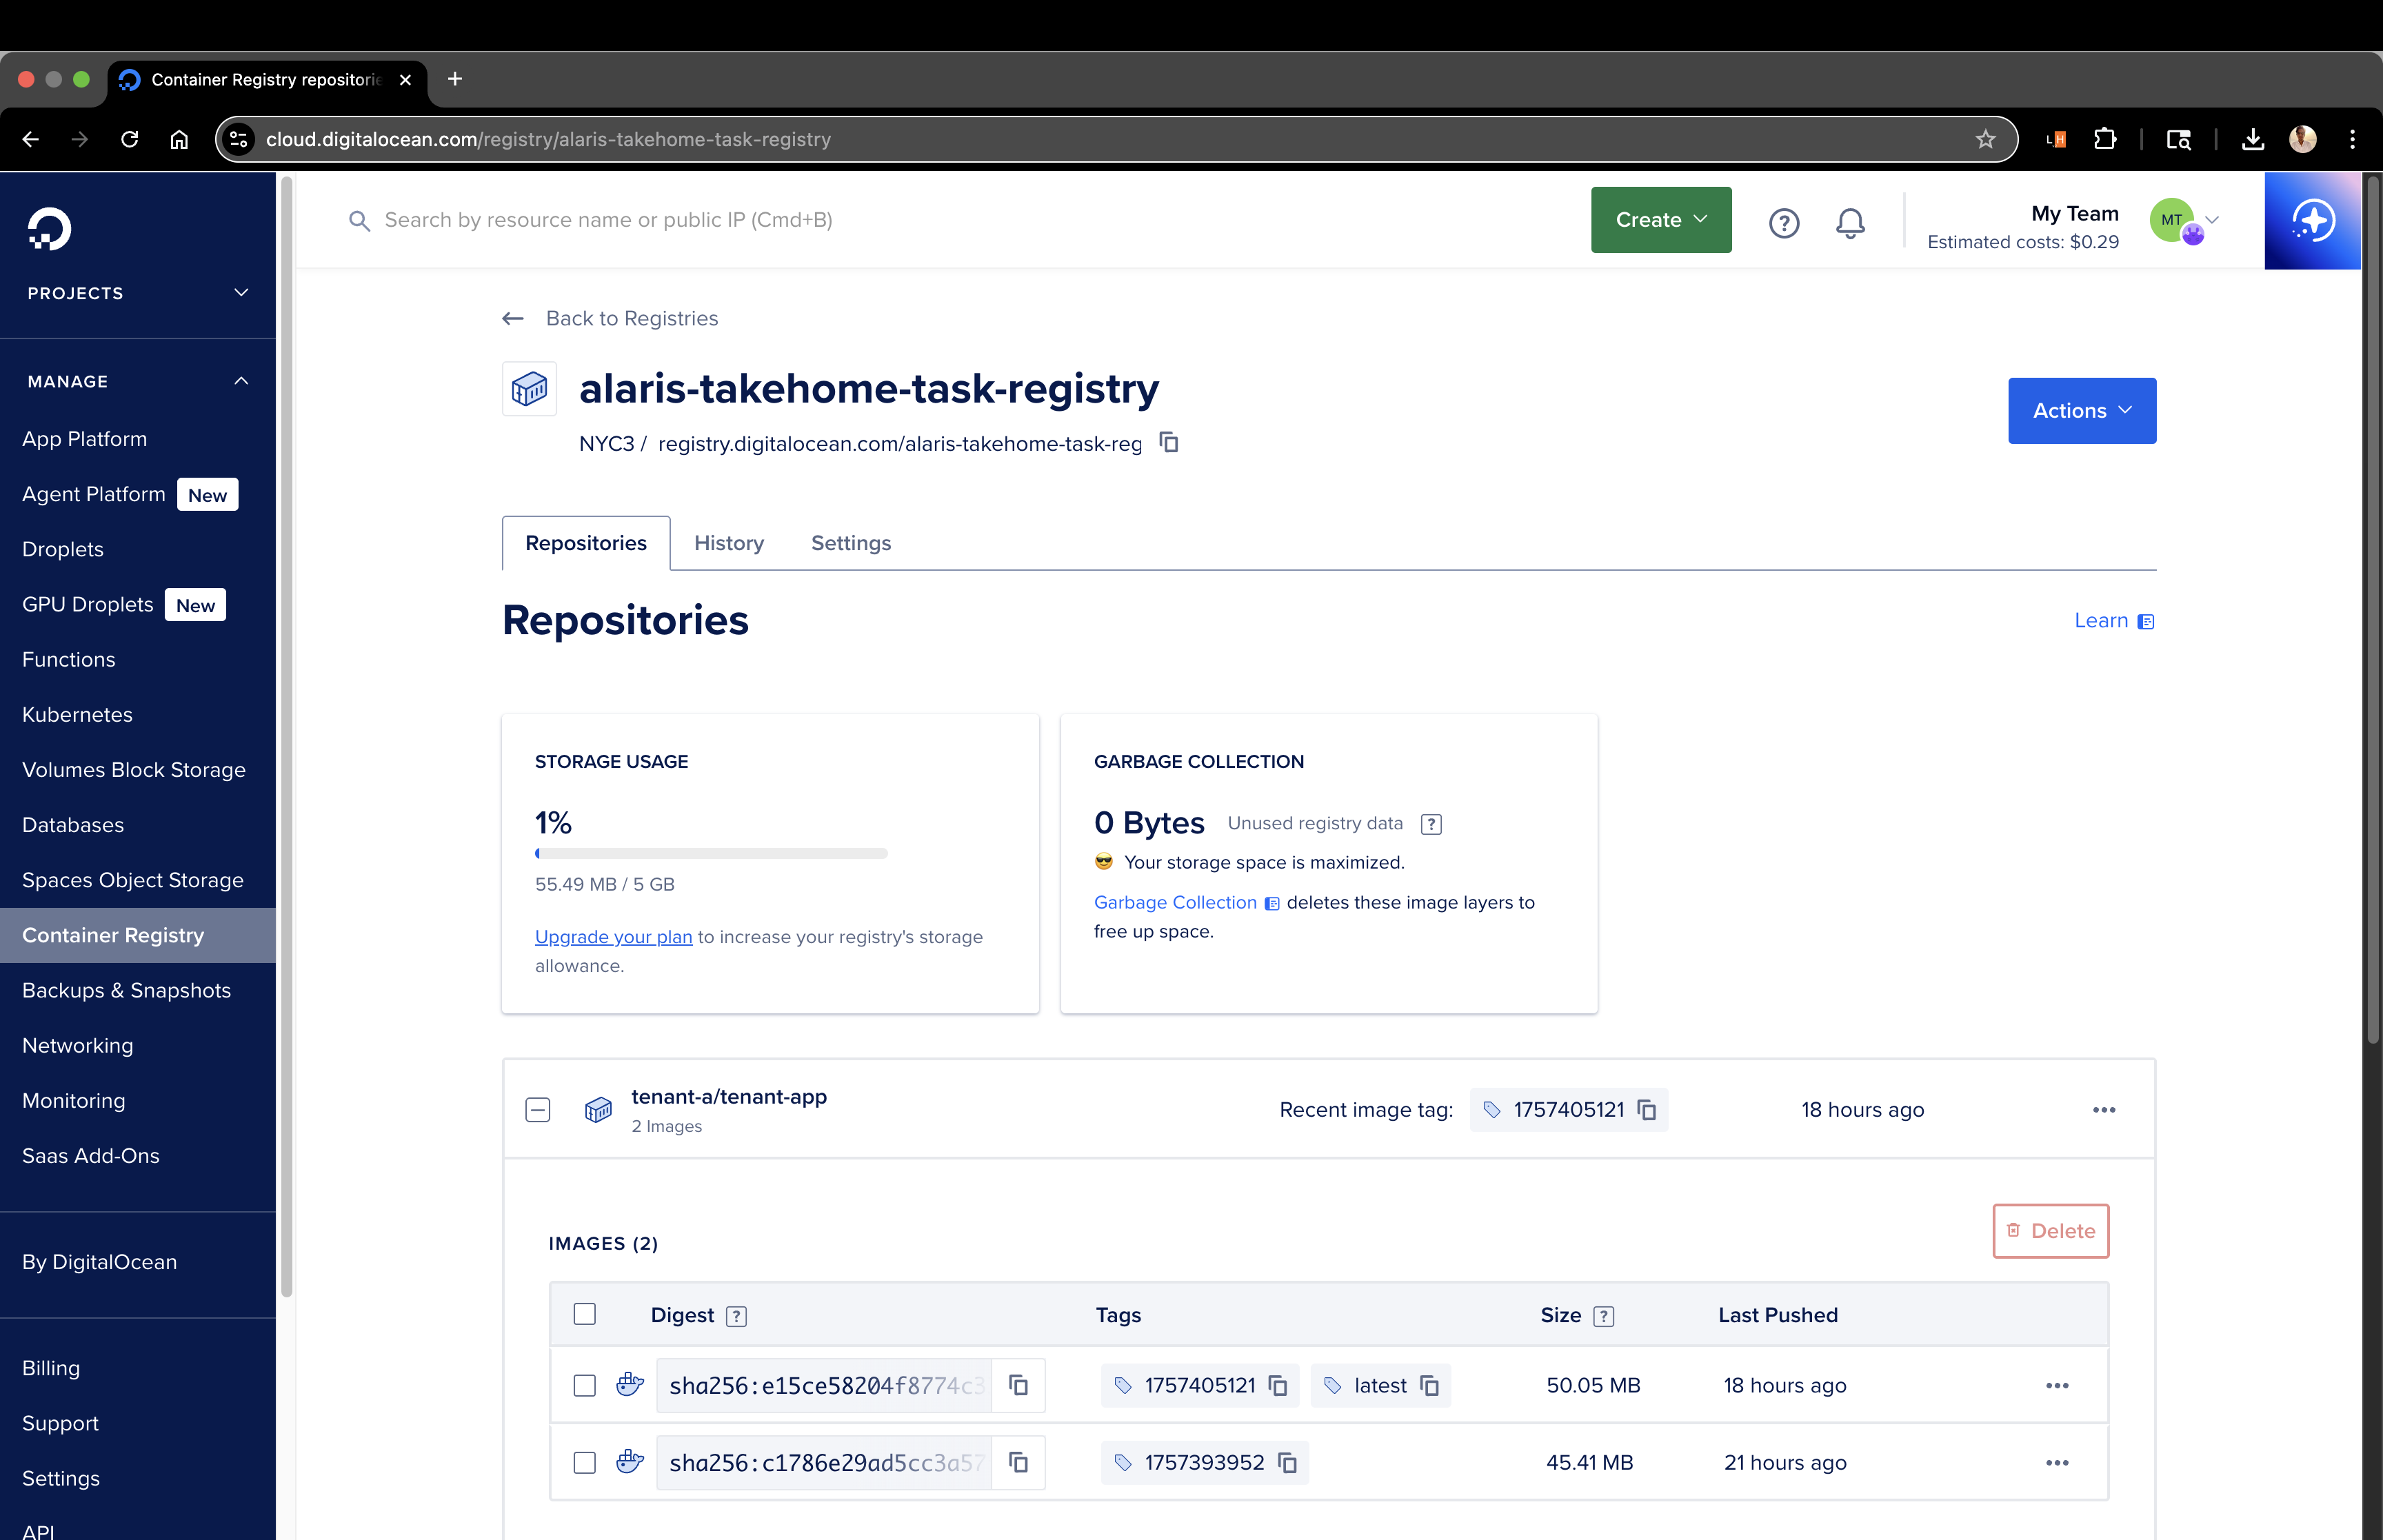 Container Registry repositorie
cloud.digitalocean.com/registry/alaris-takehome-task-registry
PROJECTS
MANAGE
App Platform
Agent Platform New
Droplets
GPU Droplets New
Functions
Kubernetes
Volumes Block Storage
Databases
Spaces Object Storage
Container Registry
Backups & Snapshots
Networking
Monitoring
Saas Add-Ons
By DigitalOcean
Billing
Support
Settings
API
Search by resource name or public IP (Cmd+B)
Create
My Team
Estimated costs: $0.29
MT
Back to Registries
alaris-takehome-task-registry
NYC3 / registry.digitalocean.com/alaris-takehome-task-reg
Actions
Repositories History Settings
Repositories
Learn
STORAGE USAGE
1%
55.49 MB / 5 GB
Upgrade your plan to increase your registry's storage
allowance.
GARBAGE COLLECTION
0 Bytes Unused registry data ?
😎 Your storage space is maximized.
Garbage Collection deletes these image layers to
free up space.
tenant-a/tenant-app
2 Images
Recent image tag: 1757405121
18 hours ago
IMAGES (2)
Delete
Digest ? Tags Size ? Last Pushed
sha256:e15ce58204f8774c3 1757405121 latest 50.05 MB 18 hours ago
sha256:c1786e29ad5cc3a57 1757393952 45.41 MB 21 hours ago